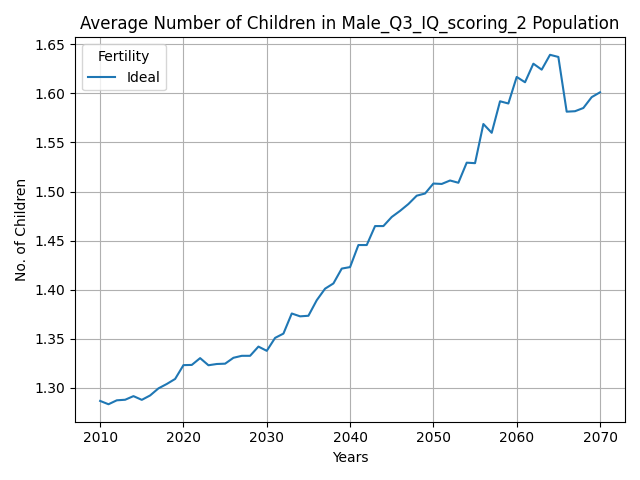 Average Number of Children in Male_Q3_IQ_scoring_2 Population
Fertility
Ideal
1.65
1.60
1.55
1.50
1.45
1.40
1.35
1.30
No. of Children
2010 2020 2030 2040 2050 2060 2070
Years